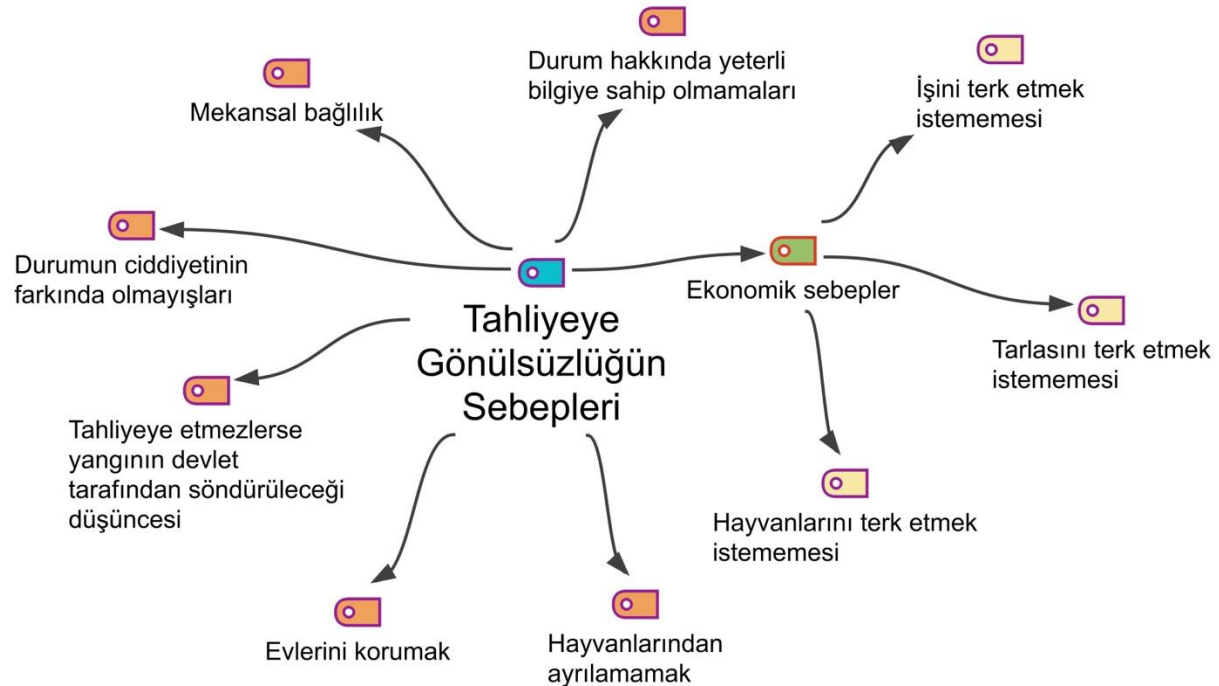 Durum hakkında yeterli
bilgiye sahip olmamaları
İşini terk etmek
istememesi
Mekansal bağlılık
Durumun ciddiyetinin
farkında olmayışları
Ekonomik sebepler
Tahliyeye
Gönülsüzlüğün
Sebepleri
Tarlasını terk etmek
istememesi
Tahliyeye etmezlerse
yangının devlet
tarafından söndürüleceği
düşüncesi
Hayvanlarını terk etmek
istememesi
Evlerini korumak
Hayvanlarından
ayrılamamak